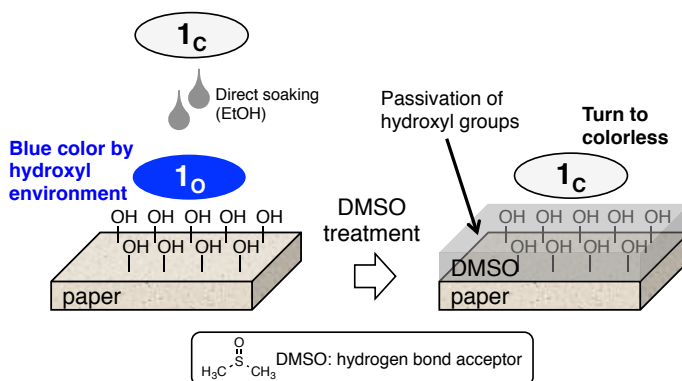 1C
Direct soaking
(EtOH)
Blue color by
hydroxyl
environment
1O
OH OH OH OH OH
OH OH OH OH
paper
DMSO
treatment
Passivation of
hydroxyl groups
Turn to
colorless
1C
OH OH OH OH OH
OH OH OH OH
DMSO
paper
O
S
H3C CH3
DMSO: hydrogen bond acceptor